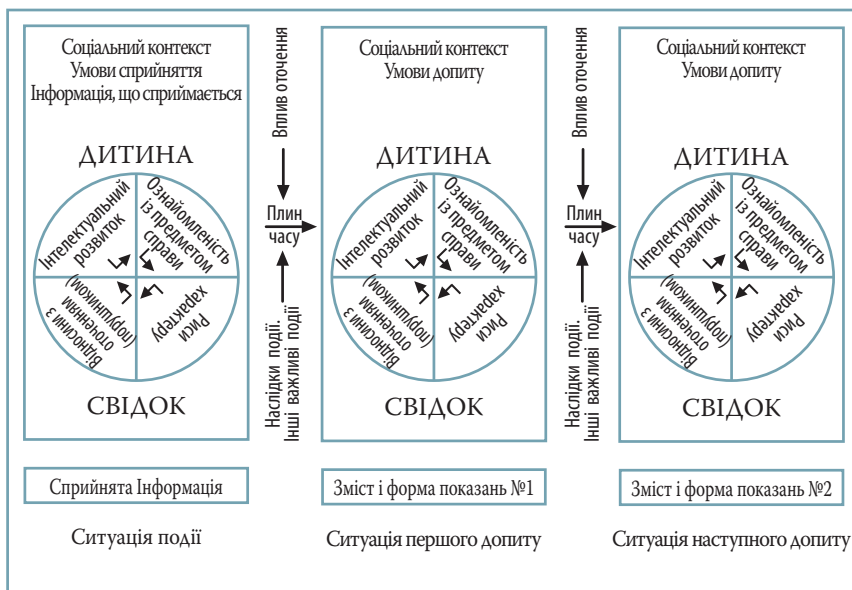 Соціальний контекст
Умови сприйняття
Інформація, що сприймається
ДИТИНА
Інтелектуальний
розвиток
Ознайомленість
із предметом
справи
Відносини з
оточенням
(порушником)
Риси
характеру
СВІДОК
Сприйнята Інформація
Ситуація події
Вплив оточення
Плин
часу
Наслідки події.
Інші важливі події
Соціальний контекст
Умови допиту
ДИТИНА
Інтелектуальний
розвиток
Ознайомленість
із предметом
справи
Відносини з
оточенням
(порушником)
Риси
характеру
СВІДОК
Зміст і форма показань №1
Ситуація першого допиту
Вплив оточення
Плин
часу
Наслідки події.
Інші важливі події
Соціальний контекст
Умови допиту
ДИТИНА
Інтелектуальний
розвиток
Ознайомленість
із предметом
справи
Відносини з
оточенням
(порушником)
Риси
характеру
СВІДОК
Зміст і форма показань №2
Ситуація наступного допиту